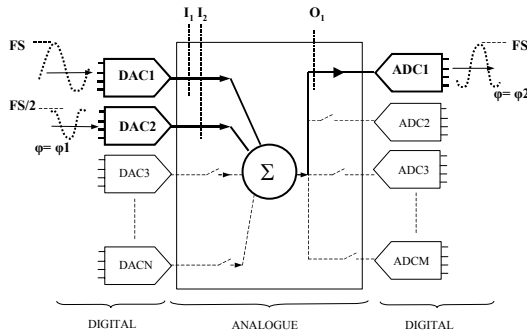 I1 I2 O1
FS FS
DAC1 ADC1
FS/2
φ= φ2
DAC2 ADC2
φ= φ1
DAC3 Σ ADC3
DACN ADCM
DIGITAL ANALOGUE DIGITAL